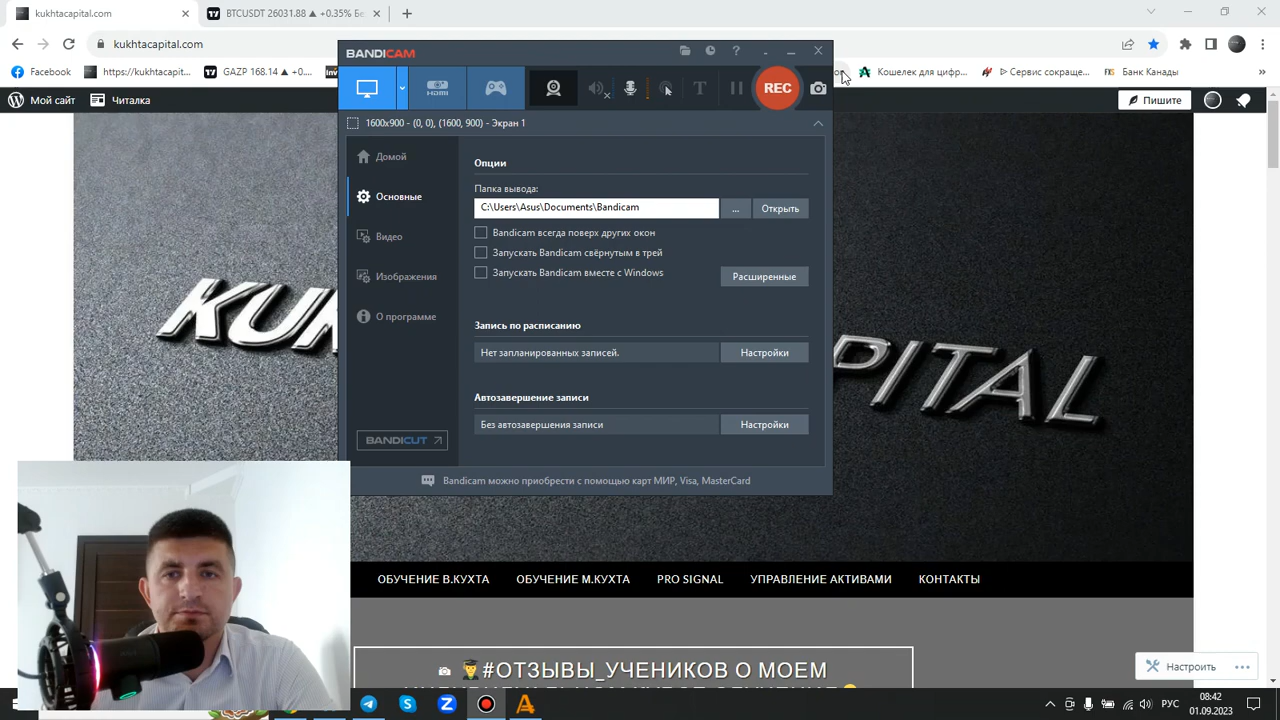 kukhtacapital.com
BTCUSDT 26031.88 ▲ +0.35% Бе
kukhtacapital.com
Facebook
https://kukhtacapital...
GAZP 168.14 ▲ +0....
Кошелек для цифр...
Сервис сокраще...
Банк Канады
»
Мой сайт
Читалка
Пишите
BANDICAM
HDMI
REC
1600x900 - (0, 0), (1600, 900) - Экран 1
Домой
Основные
Видео
Изображения
О программе
BANDICUT
Опции
Папка вывода:
C:\Users\Asus\Documents\Bandicam
...
Открыть
Bandicam всегда поверх других окон
Запускать Bandicam свёрнутым в трей
Запускать Bandicam вместе с Windows
Расширенные
Запись по расписанию
Нет запланированных записей.
Настройки
Автозавершение записи
Без автозавершения записи
Настройки
Bandicam можно приобрести с помощью карт МИР, Visa, MasterCard
KU
PITAL
ОБУЧЕНИЕ В.КУХТА
ОБУЧЕНИЕ М.КУХТА
PRO SIGNAL
УПРАВЛЕНИЕ АКТИВАМИ
КОНТАКТЫ
#ОТЗЫВЫ_УЧЕНИКОВ О МОЕМ
Настроить
РУС
08:42
01.09.2023